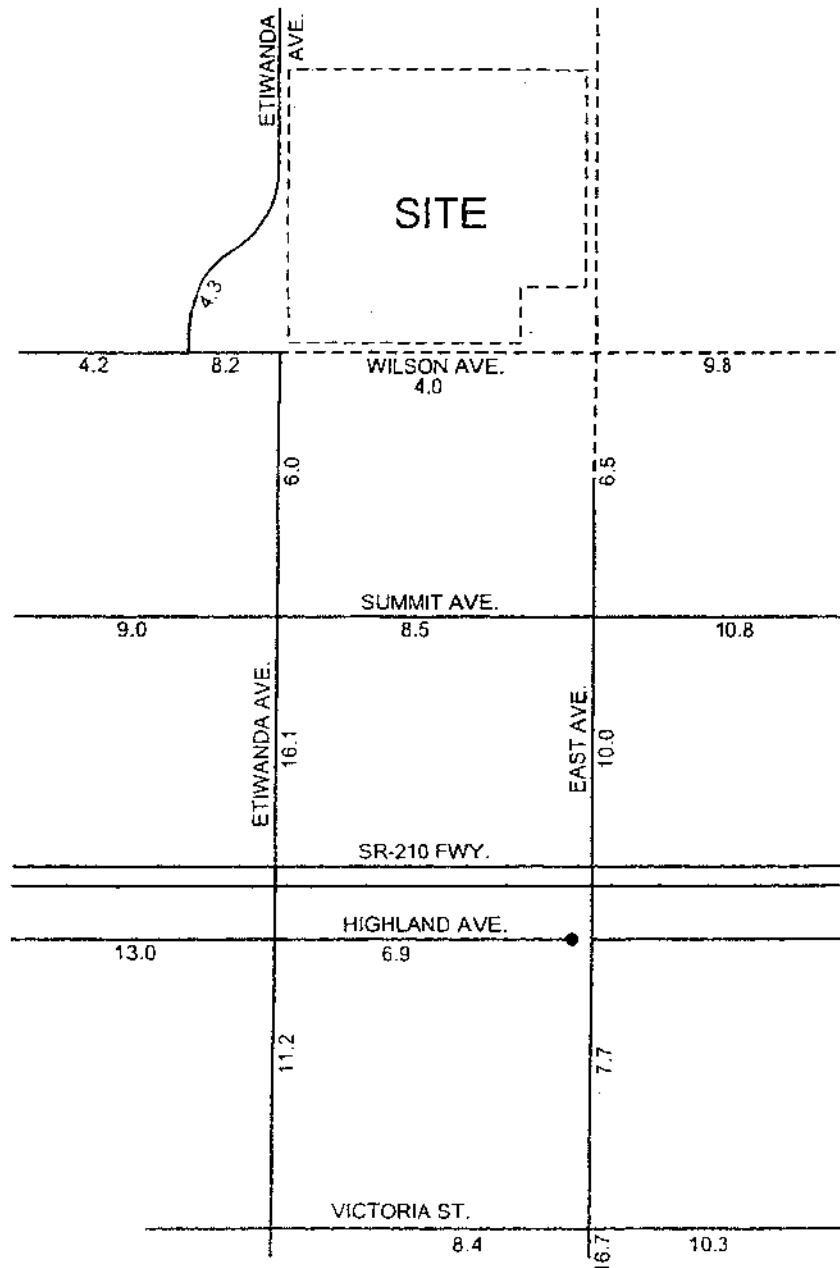 ETIWANDA
AVE.
SITE
4.3
4.2
8.2
WILSON AVE.
4.0
9.8
6.0
6.5
SUMMIT AVE.
9.0
8.5
10.8
ETIWANDA AVE.
16.1
EAST AVE.
10.0
SR-210 FWY.
HIGHLAND AVE.
13.0
6.9
11.2
7.7
VICTORIA ST.
8.4
16.7
10.3